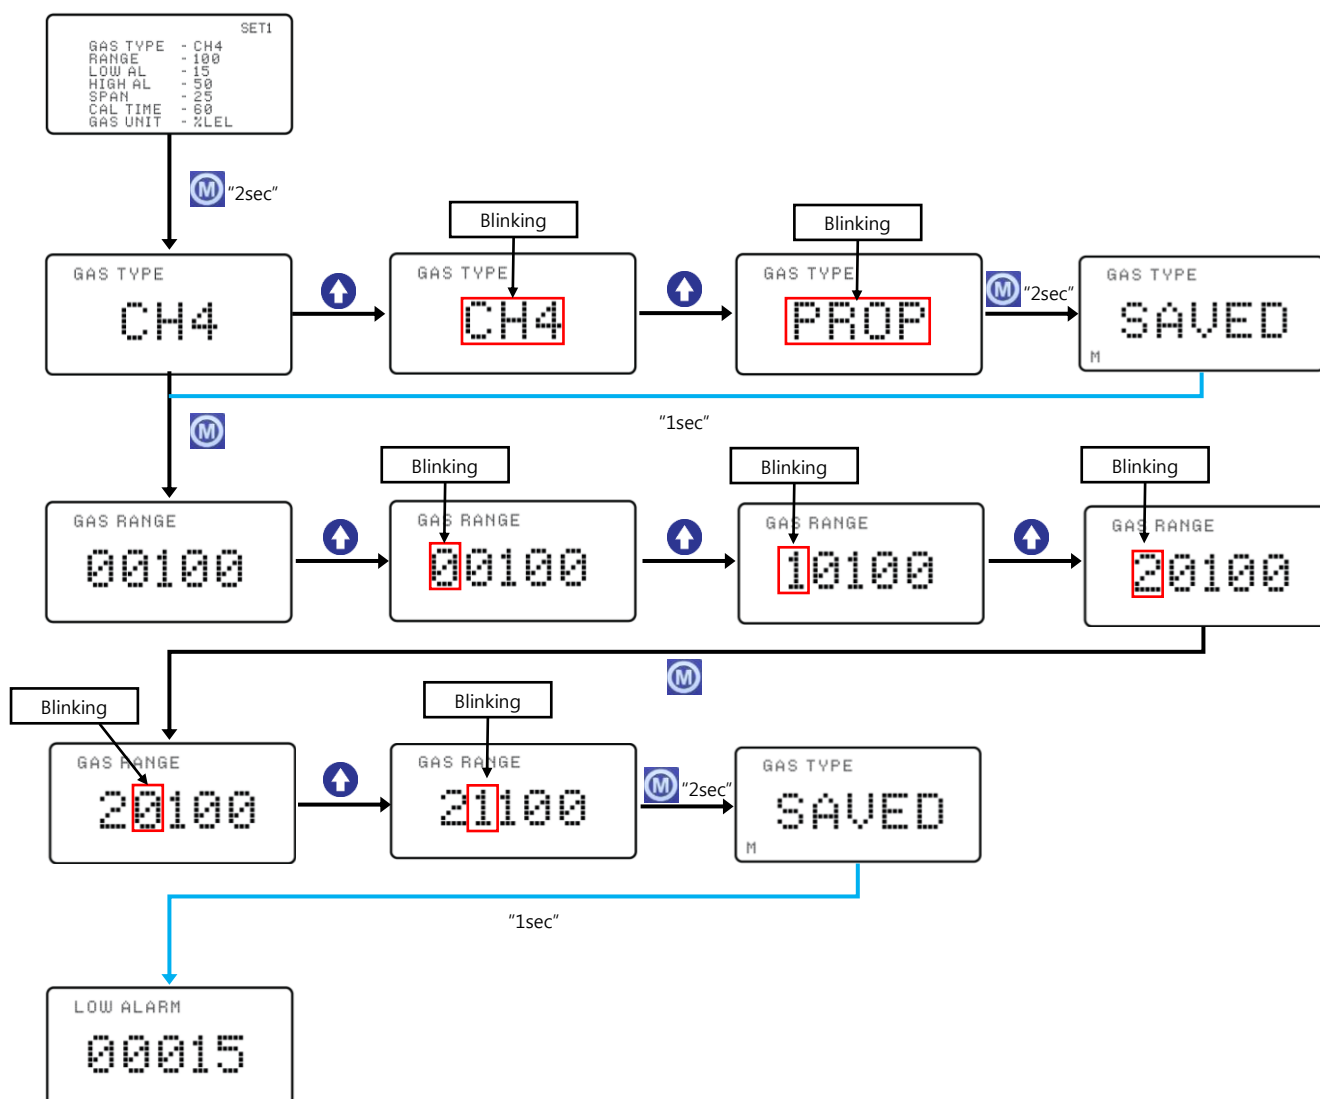 SET1
GAS TYPE - CH4
RANGE - 100
LOW AL - 15
HIGH AL - 50
SPAN - 25
CAL TIME - 60
GAS UNIT - %LEL
M "2sec"
Blinking
Blinking
GAS TYPE
CH4
GAS TYPE
CH4
GAS TYPE
PROP
M "2sec"
GAS TYPE
SAVED
M
"1sec"
M
Blinking
Blinking
Blinking
GAS RANGE
00100
GAS RANGE
00100
GAS RANGE
10100
GAS RANGE
20100
M
Blinking
Blinking
GAS RANGE
20100
GAS RANGE
21100
M "2sec"
GAS TYPE
SAVED
M
"1sec"
LOW ALARM
00015